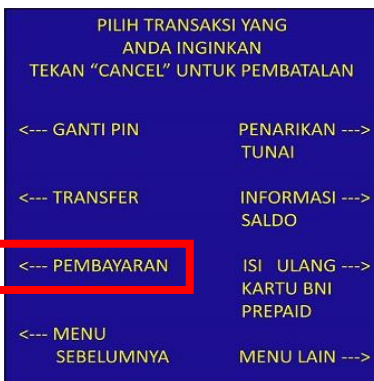 PILIH TRANSAKSI YANG
ANDA INGINKAN
TEKAN “CANCEL” UNTUK PEMBATALAN
<--- GANTI PIN
PENARIKAN --->
TUNAI
<--- TRANSFER
INFORMASI --->
SALDO
<--- PEMBAYARAN
ISI ULANG --->
KARTU BNI
PREPAID
<--- MENU
SEBELUMNYA
MENU LAIN --->